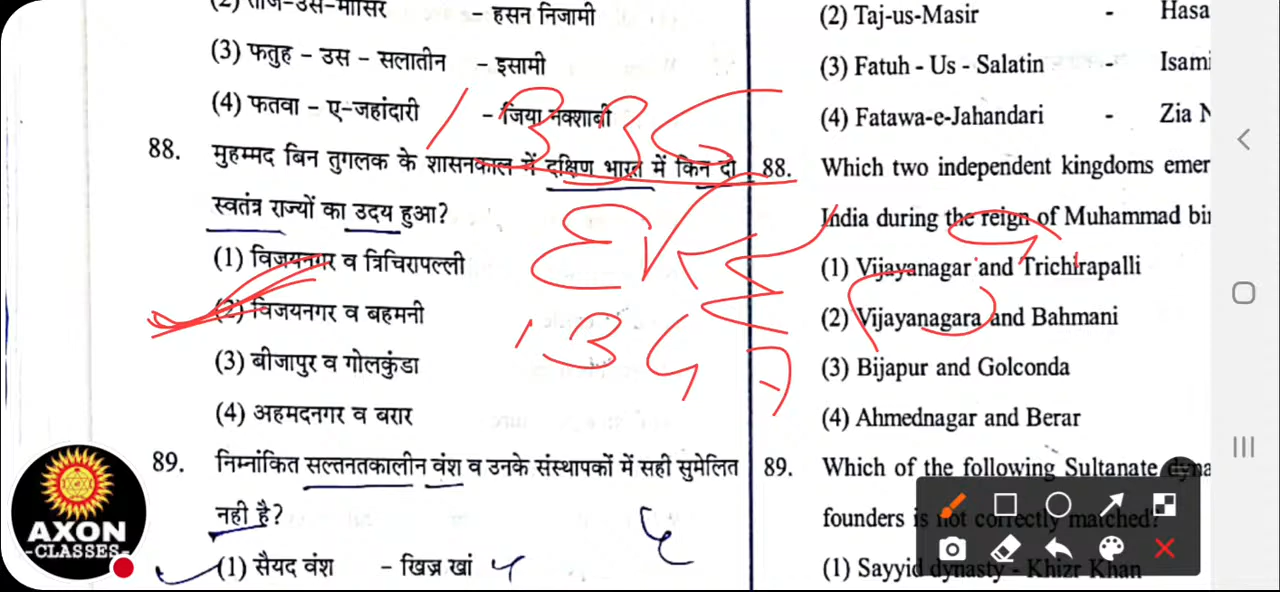 (2) ताज-उस-मासिर - हसन निजामी
(3) फतुह - उस - सलातीन - इसामी
(4) फतवा - ए-जहांदारी - जिया नक्शाबी
88. मुहम्मद बिन तुगलक के शासनकाल में दक्षिण भारत में किन दो
स्वतंत्र राज्यों का उदय हुआ?
(1) विजयनगर व त्रिचिरापल्ली
(2) विजयनगर व बहमनी
(3) बीजापुर व गोलकुंडा
(4) अहमदनगर व बरार
89. निम्नांकित सल्तनतकालीन वंश व उनके संस्थापकों में सही सुमेलित
नही है?
(1) सैयद वंश - खिज्र खां
(2) Taj-us-Masir - Hasa
(3) Fatuh - Us - Salatin - Isami
(4) Fatawa-e-Jahandari - Zia N
88. Which two independent kingdoms emer
India during the reign of Muhammad bin
(1) Vijayanagar and Trichirapalli
(2) Vijayanagara and Bahmani
(3) Bijapur and Golconda
(4) Ahmednagar and Berar
89. Which of the following Sultanate dyna
founders is not correctly matched?
(1) Sayyid dynasty - Khizr Khan
1336
1347
AXON
-CLASSES-